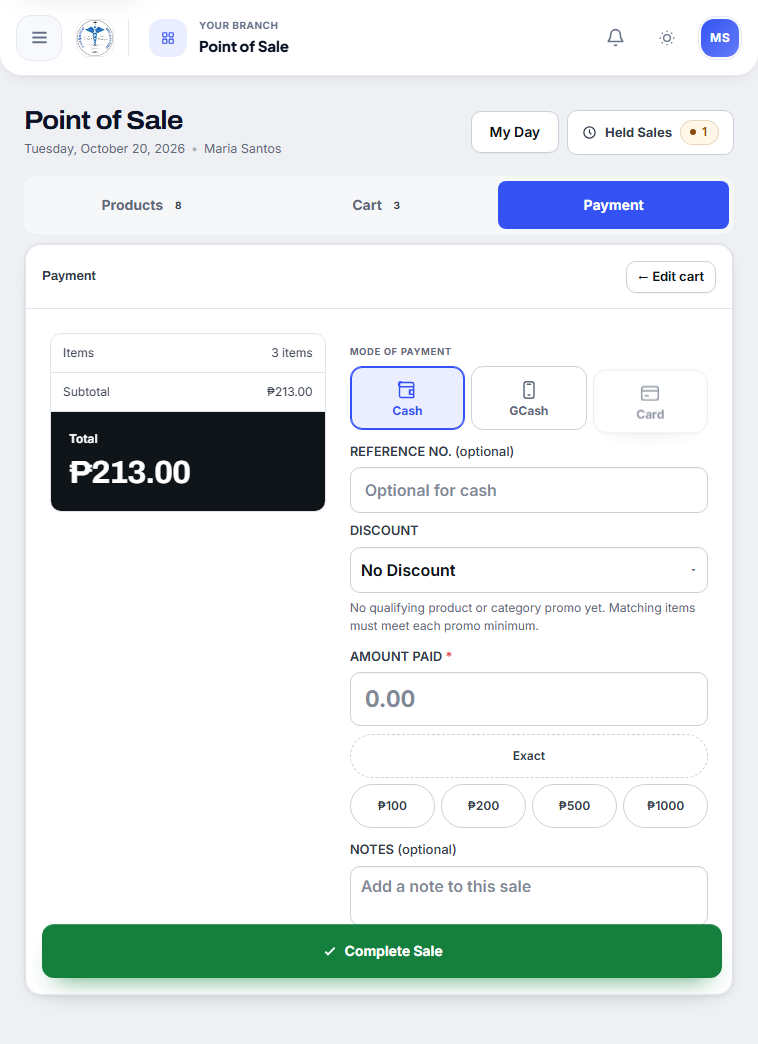 YOUR BRANCH
Point of Sale
MS
Point of Sale
Tuesday, October 20, 2026 • Maria Santos
My Day
Held Sales • 1
Products 8
Cart 3
Payment
Payment
← Edit cart
Items 3 items
Subtotal ₱213.00
Total
₱213.00
MODE OF PAYMENT
Cash
GCash
Card
REFERENCE NO. (optional)
Optional for cash
DISCOUNT
No Discount
No qualifying product or category promo yet. Matching items
must meet each promo minimum.
AMOUNT PAID *
0.00
Exact
₱100
₱200
₱500
₱1000
NOTES (optional)
Add a note to this sale
Complete Sale